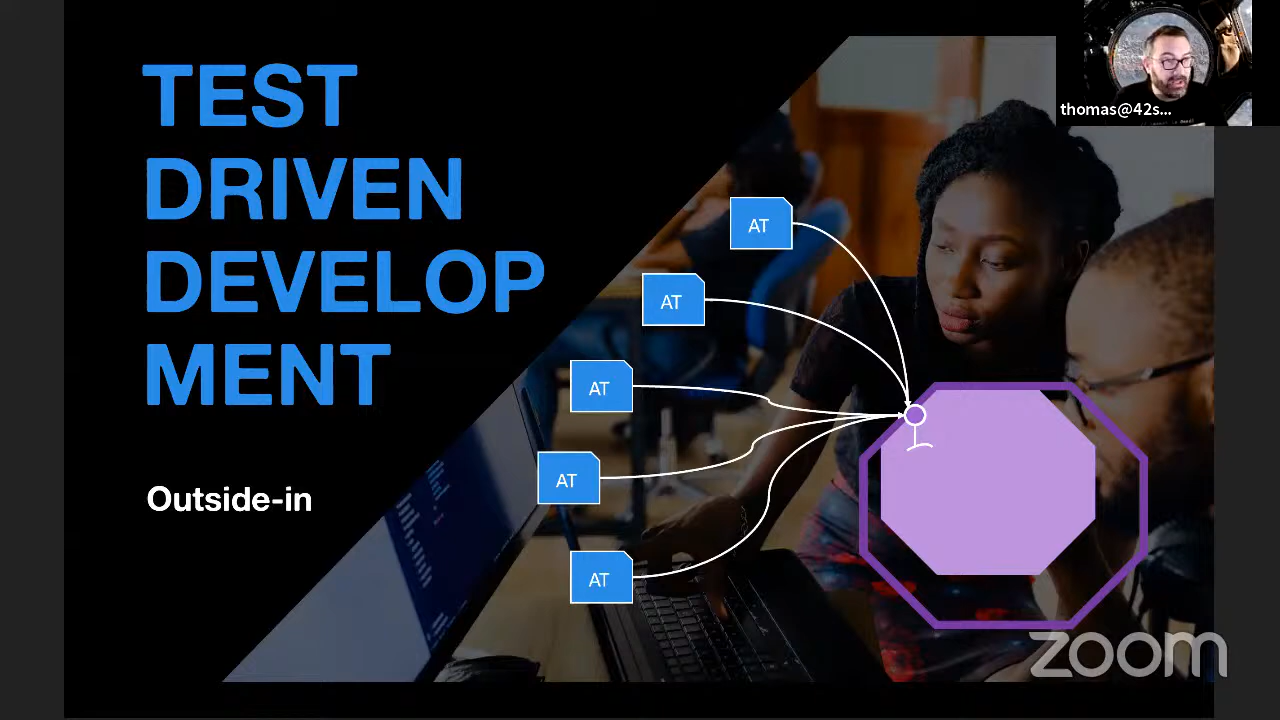 TEST
DRIVEN
DEVELOP
MENT
Outside-in
AT
AT
AT
AT
AT
thomas@42s...
zoom